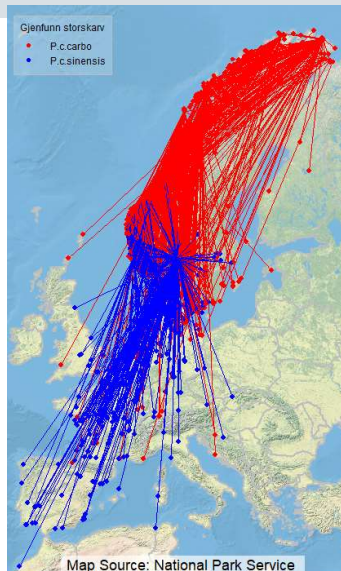 Gjenfunn storskarv
P.c.carbo
P.c.sinensis
Map Source: National Park Service